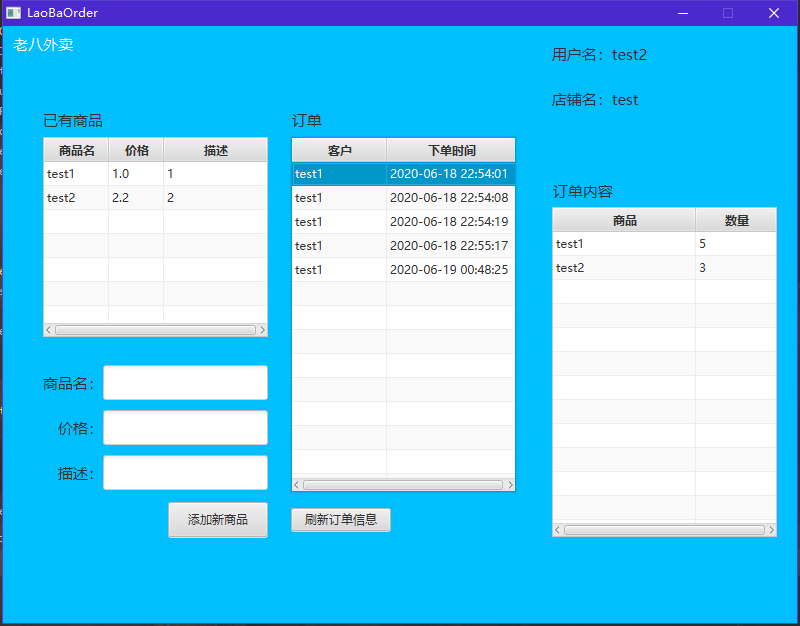 LaoBaOrder
老八外卖
用户名：test2
店铺名：test
已有商品
商品名 价格 描述
test1 1.0 1
test2 2.2 2
商品名：
价格：
描述：
添加新商品
订单
客户 下单时间
test1 2020-06-18 22:54:01
test1 2020-06-18 22:54:08
test1 2020-06-18 22:54:19
test1 2020-06-18 22:55:17
test1 2020-06-19 00:48:25
刷新订单信息
订单内容
商品 数量
test1 5
test2 3